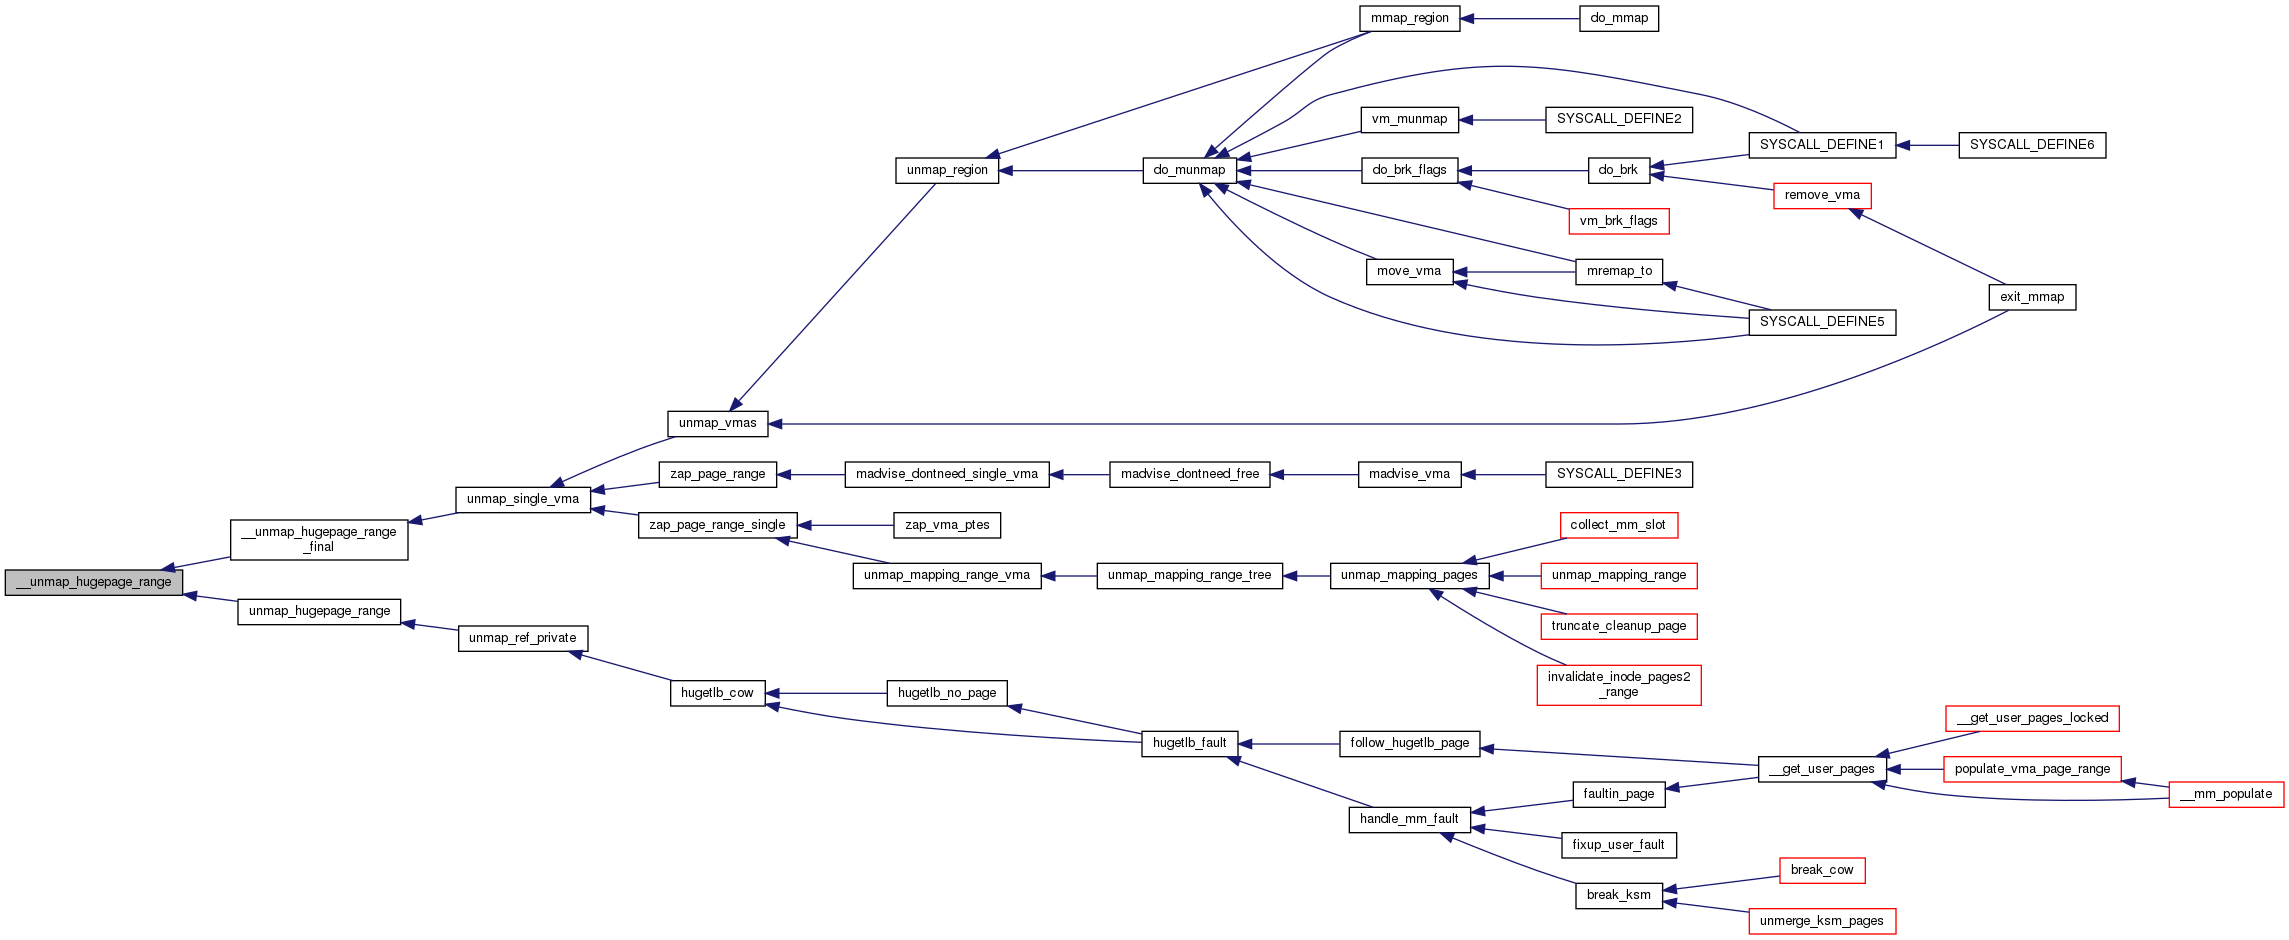 mmap_region
do_mmap
vm_munmap
SYSCALL_DEFINE2
SYSCALL_DEFINE1
SYSCALL_DEFINE6
unmap_region
do_munmap
do_brk_flags
do_brk
remove_vma
vm_brk_flags
move_vma
mremap_to
exit_mmap
SYSCALL_DEFINE5
unmap_vmas
zap_page_range
madvise_dontneed_single_vma
madvise_dontneed_free
madvise_vma
SYSCALL_DEFINE3
unmap_single_vma
zap_page_range_single
zap_vma_ptes
collect_mm_slot
__unmap_hugepage_range
_final
unmap_mapping_range_vma
unmap_mapping_range_tree
unmap_mapping_pages
unmap_mapping_range
__unmap_hugepage_range
unmap_hugepage_range
truncate_cleanup_page
unmap_ref_private
invalidate_inode_pages2
_range
hugetlb_cow
hugetlb_no_page
__get_user_pages_locked
hugetlb_fault
follow_hugetlb_page
__get_user_pages
populate_vma_page_range
faultin_page
__mm_populate
handle_mm_fault
fixup_user_fault
break_cow
break_ksm
unmerge_ksm_pages